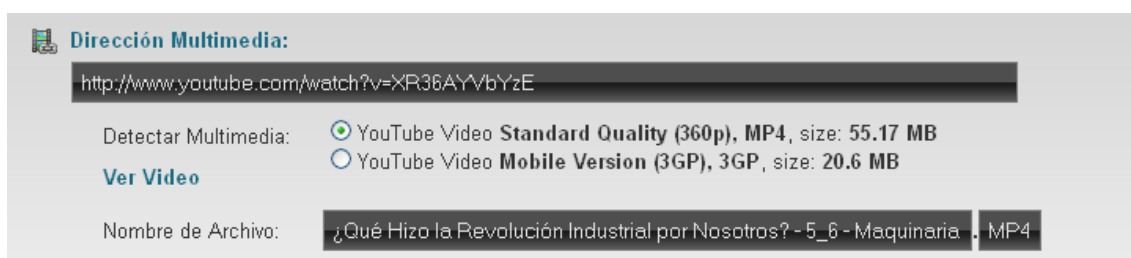 Dirección Multimedia:
http://www.youtube.com/watch?v=XR36AYVbYzE
Detectar Multimedia:
YouTube Video Standard Quality (360p), MP4, size: 55.17 MB
YouTube Video Mobile Version (3GP), 3GP, size: 20.6 MB
Ver Video
Nombre de Archivo: ¿Qué Hizo la Revolución Industrial por Nosotros? - 5_6 - Maquinaria . MP4